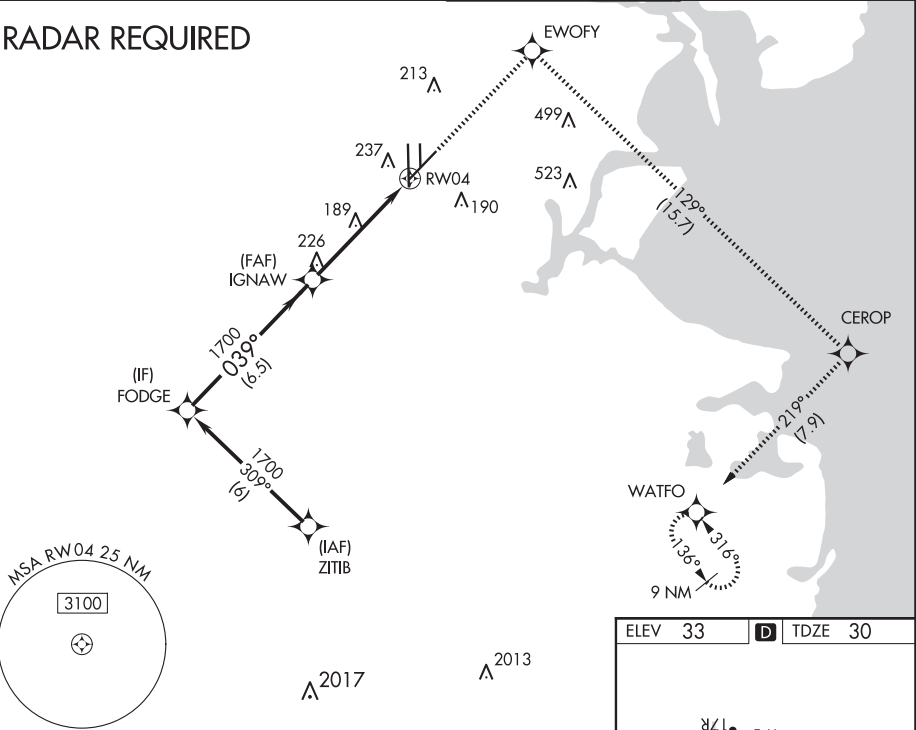 RADAR REQUIRED
EWOFY
213
499
237
RW04
523
190
189
226
(FAF)
IGNAW
129°
(15.7)
1700
039°
(6.5)
CEROP
(IF)
FODGE
219°
(7.9)
1700
309°
(6)
WATFO
(IAF)
ZITIB
136°
316°
9 NM
MSA RW04 25 NM
3100
ELEV 33 D TDZE 30
2017
2013
17R